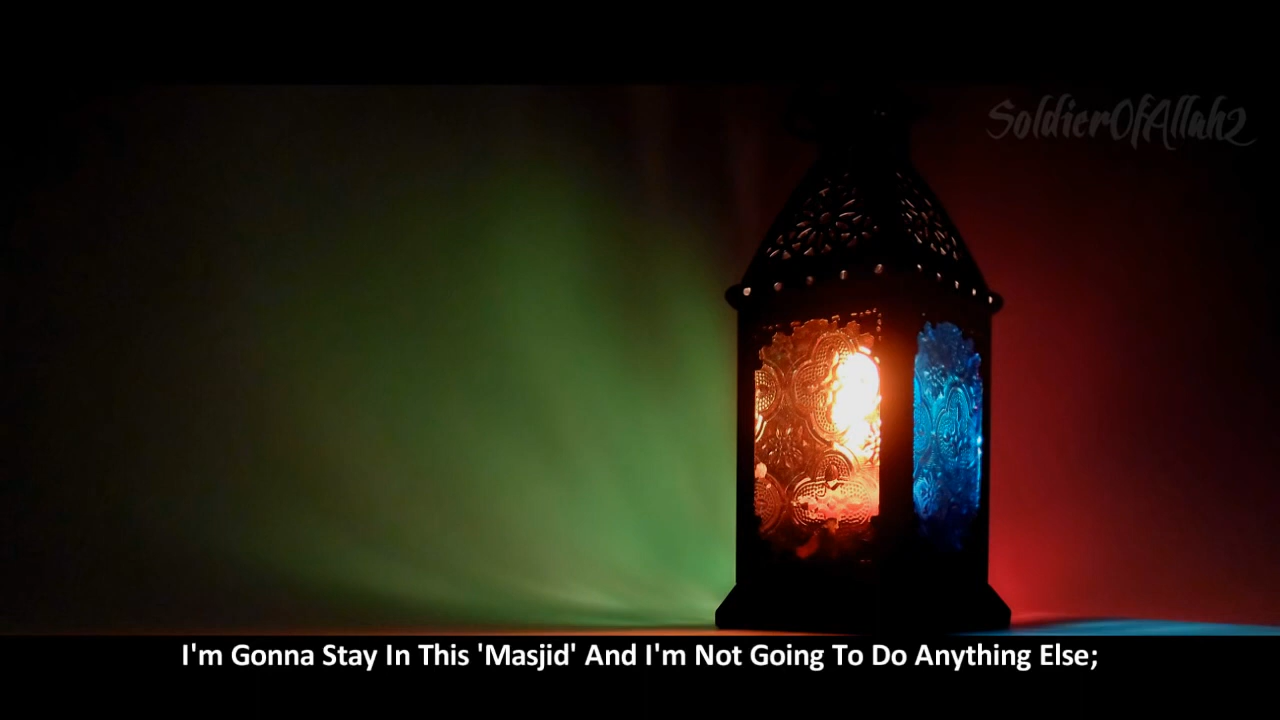 SoldierOfAllah2
I'm Gonna Stay In This 'Masjid' And I'm Not Going To Do Anything Else;